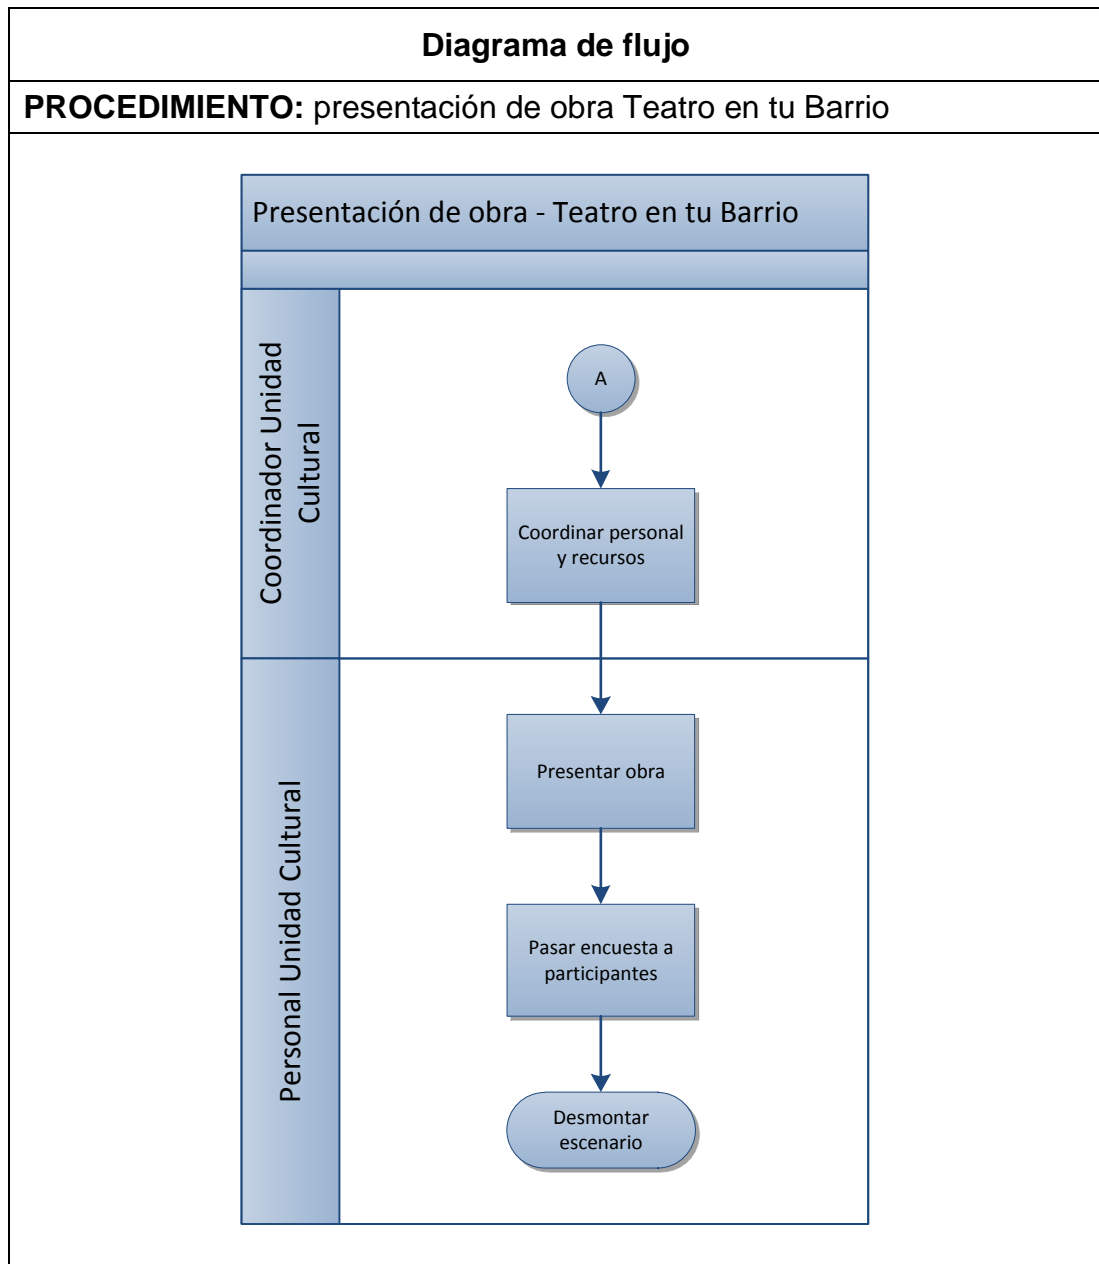 Diagrama de flujo
PROCEDIMIENTO: presentación de obra Teatro en tu Barrio
Presentación de obra - Teatro en tu Barrio
Coordinador Unidad
Cultural
A
Coordinar personal
y recursos
Personal Unidad Cultural
Presentar obra
Pasar encuesta a
participantes
Desmontar
escenario